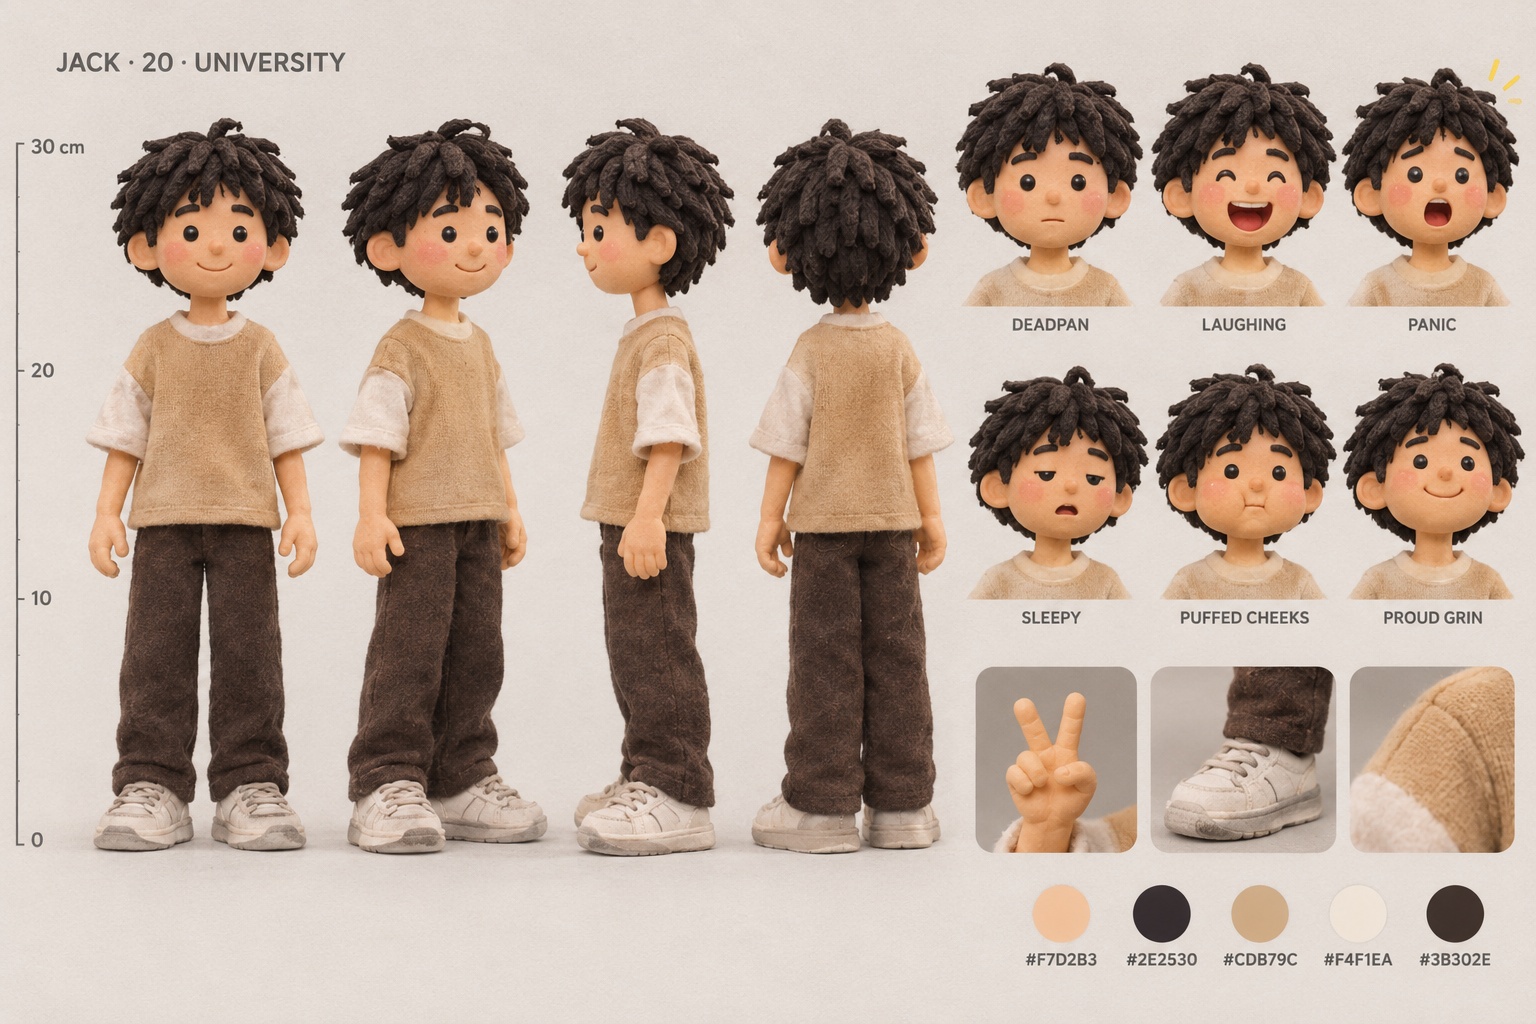 JACK · 20 · UNIVERSITY
30 cm
20
10
0
DEADPAN
LAUGHING
PANIC
SLEEPY
PUFFED CHEEKS
PROUD GRIN
#F7D2B3
#2E2530
#CDB79C
#F4F1EA
#3B302E